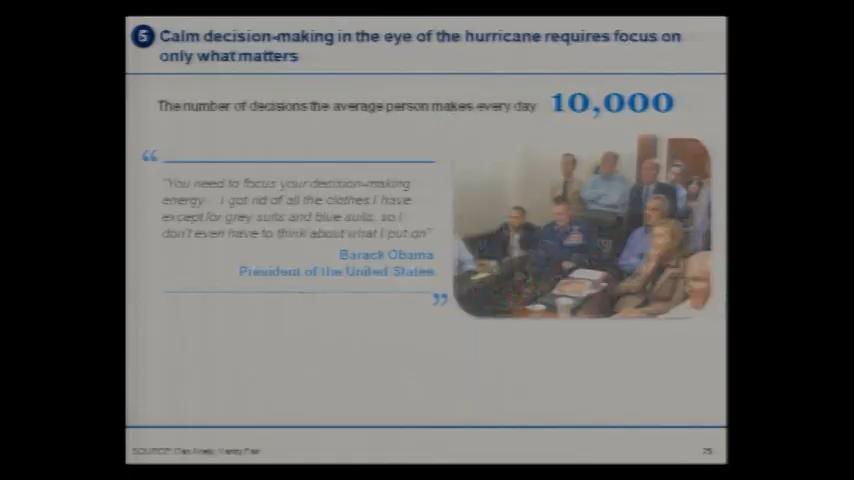 5 Calm decision-making in the eye of the hurricane requires focus on
only what matters
The number of decisions the average person makes every day 10,000
“
"You need to focus your decision-making
energy... I got rid of all the clothes I have
except for grey suits and blue suits, so I
don't even have to think about what I put on"
Barack Obama
President of the United States
”
SOURCE: Dan Ariely, Vanity Fair